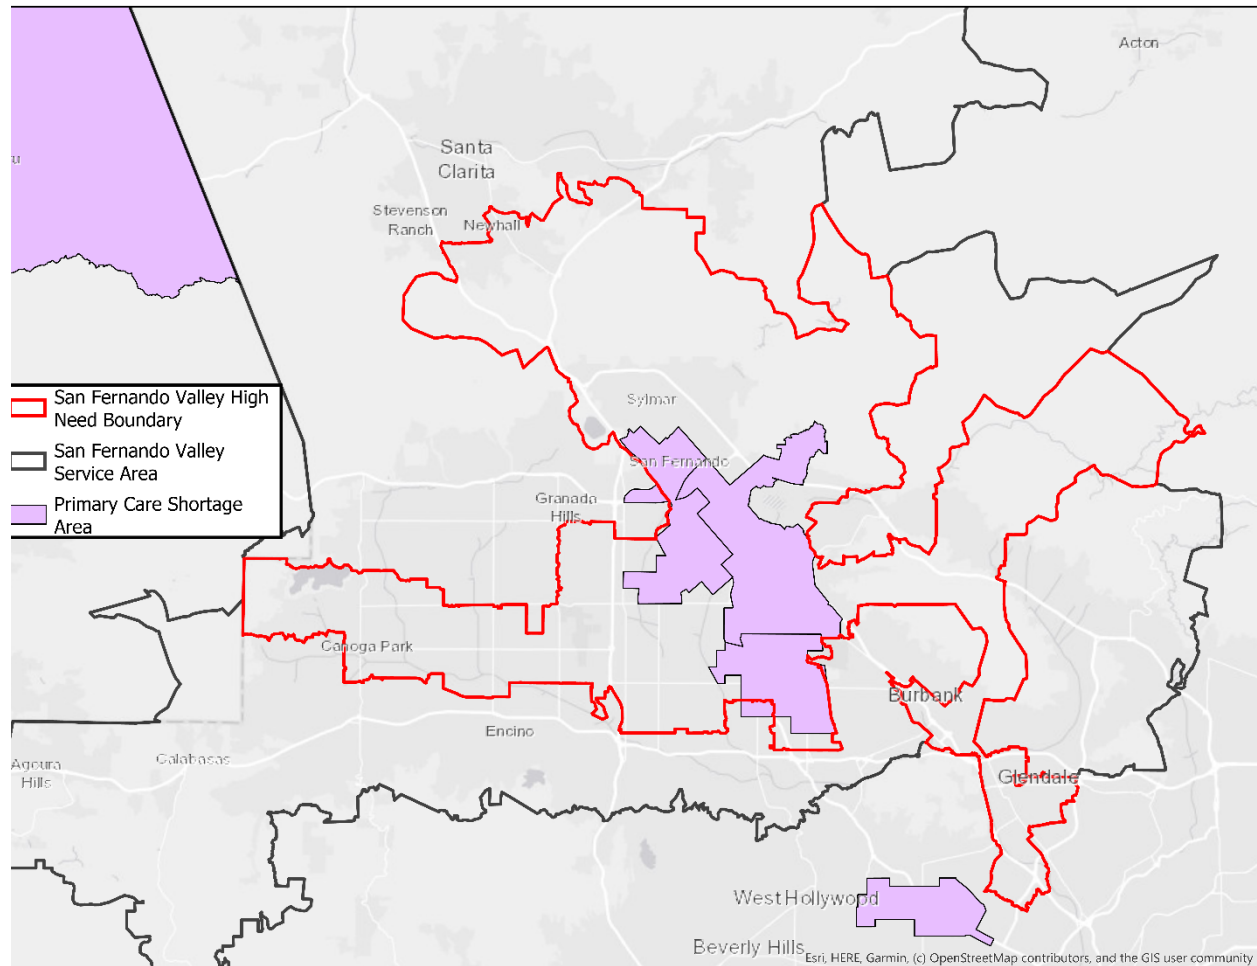 Acton
Santa
Clarita
Stevenson
Ranch
Newhall
San Fernando Valley High
Need Boundary
San Fernando Valley
Service Area
Primary Care Shortage
Area
Sylmar
San Fernando
Granada
Hills
Canoga Park
Burbank
Encino
Calabasas
Agoura
Hills
Glendale
West Hollywood
Beverly Hills
Esri, HERE, Garmin, (c) OpenStreetMap contributors, and the GIS user community